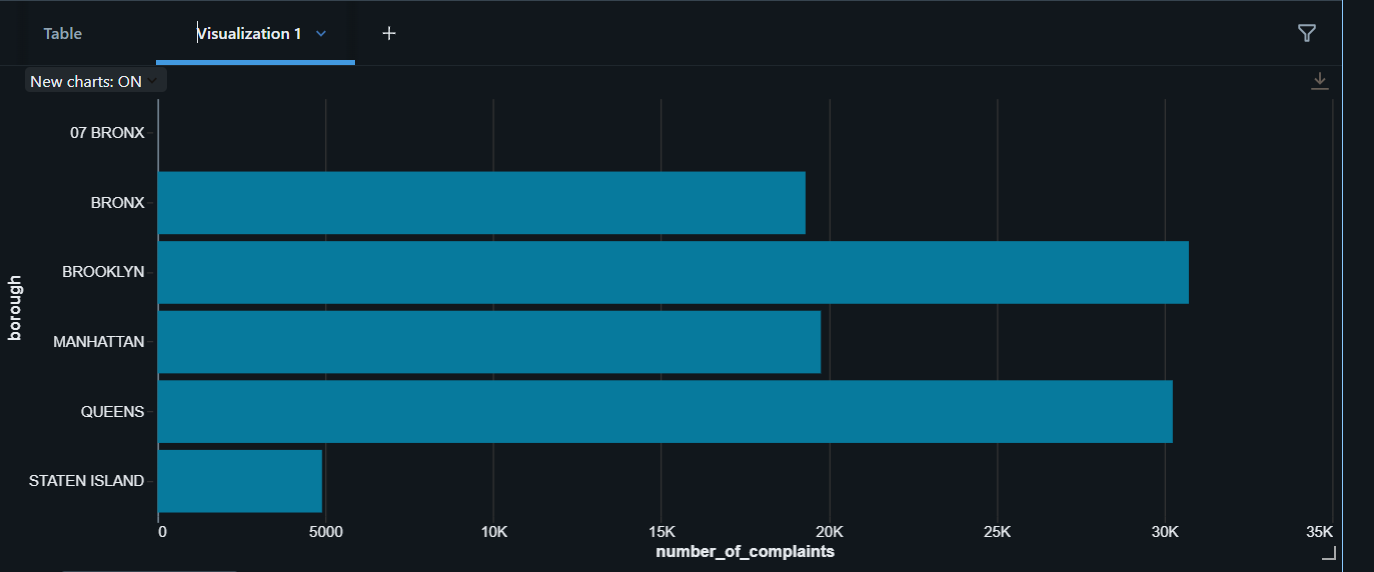 Table
Visualization 1
+
New charts: ON
borough
07 BRONX
BRONX
BROOKLYN
MANHATTAN
QUEENS
STATEN ISLAND
0 5000 10K 15K 20K 25K 30K 35K
number_of_complaints